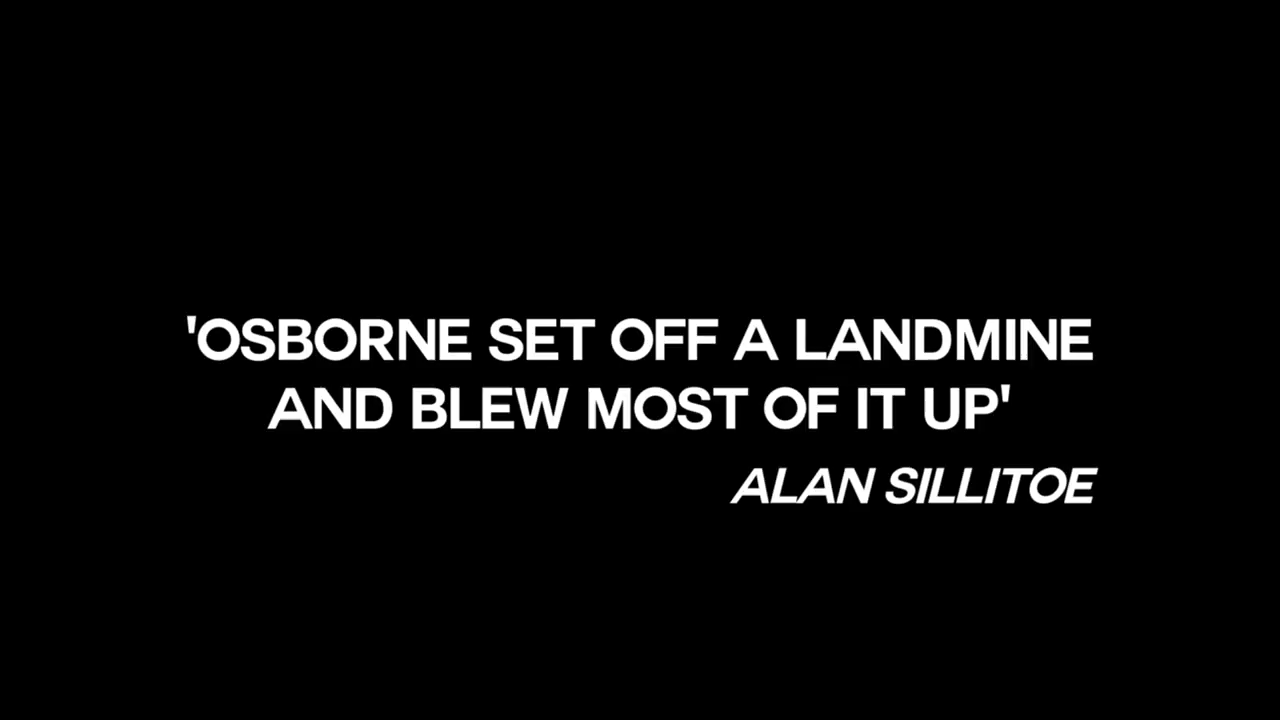 'OSBORNE SET OFF A LANDMINE
AND BLEW MOST OF IT UP'
ALAN SILLITOE